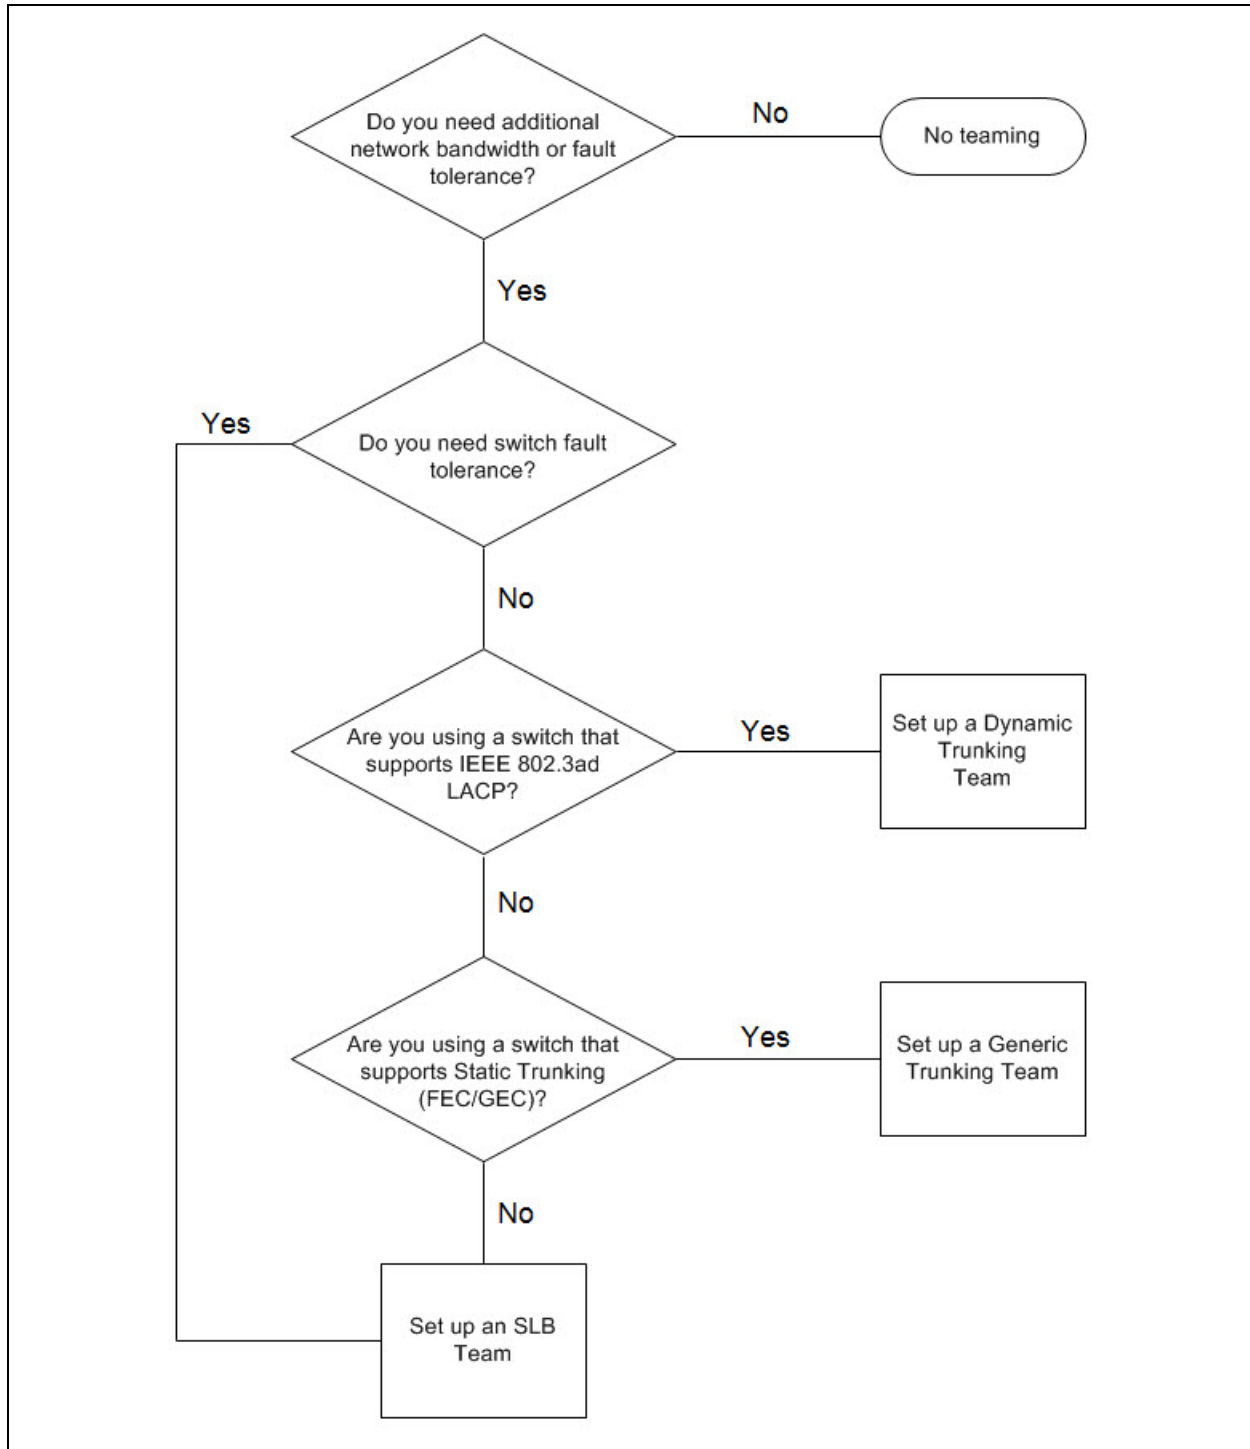 Do you need additional
network bandwidth or fault
tolerance?
No
No teaming
Yes
Yes
Do you need switch fault
tolerance?
No
Are you using a switch that
supports IEEE 802.3ad
LACP?
Yes
Set up a Dynamic
Trunking
Team
No
Are you using a switch that
supports Static Trunking
(FEC/GEC)?
Yes
Set up a Generic
Trunking Team
No
Set up an SLB
Team